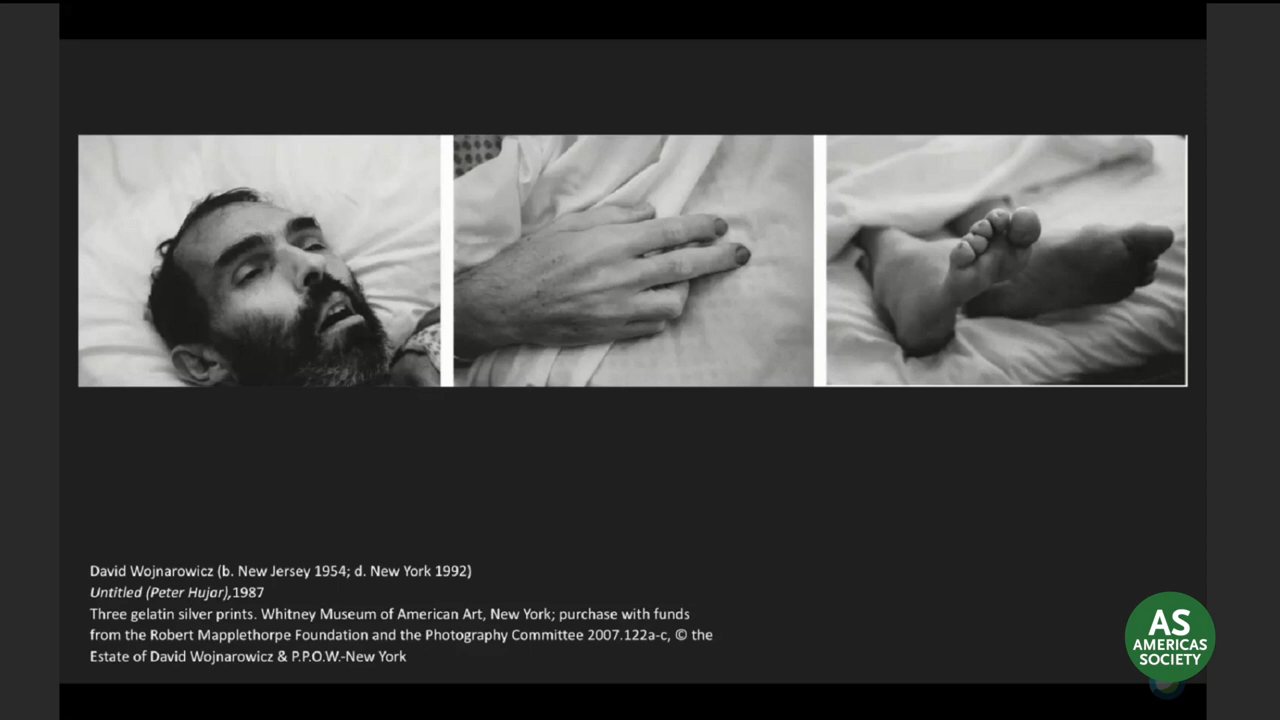 David Wojnarowicz (b. New Jersey 1954; d. New York 1992)
Untitled (Peter Hujar),1987
Three gelatin silver prints. Whitney Museum of American Art, New York; purchase with funds
from the Robert Mapplethorpe Foundation and the Photography Committee 2007.122a-c, © the
Estate of David Wojnarowicz & P.P.O.W.-New York
AS
AMERICAS
SOCIETY